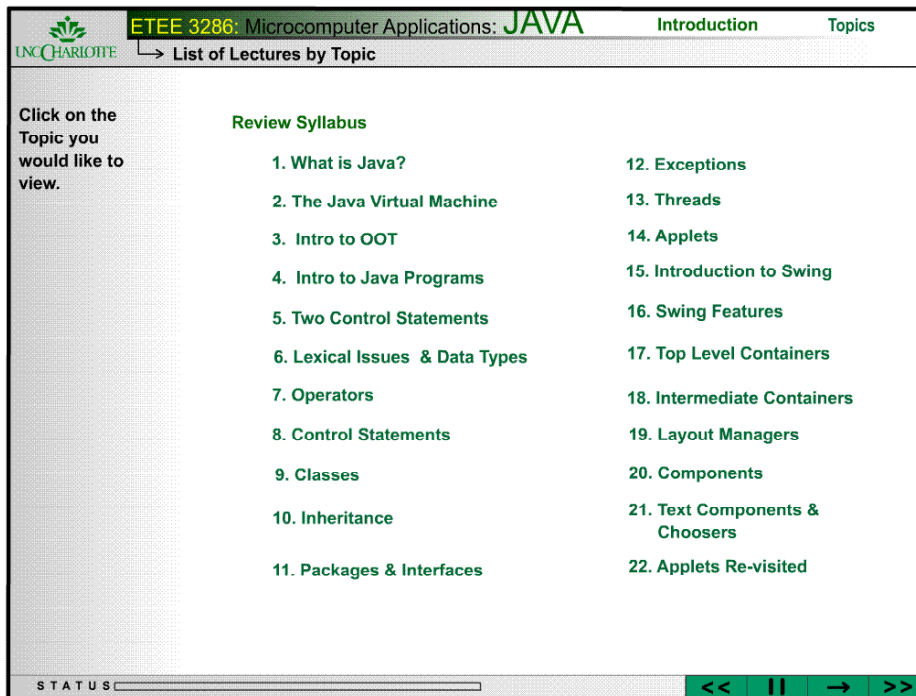 UNC CHARLOTTE
ETEE 3286: Microcomputer Applications: JAVA
Introduction
Topics
List of Lectures by Topic
Click on the
Topic you
would like to
view.
Review Syllabus
1. What is Java?
2. The Java Virtual Machine
3. Intro to OOT
4. Intro to Java Programs
5. Two Control Statements
6. Lexical Issues & Data Types
7. Operators
8. Control Statements
9. Classes
10. Inheritance
11. Packages & Interfaces
12. Exceptions
13. Threads
14. Applets
15. Introduction to Swing
16. Swing Features
17. Top Level Containers
18. Intermediate Containers
19. Layout Managers
20. Components
21. Text Components &
Choosers
22. Applets Re-visited
STATUS
<< || → >>